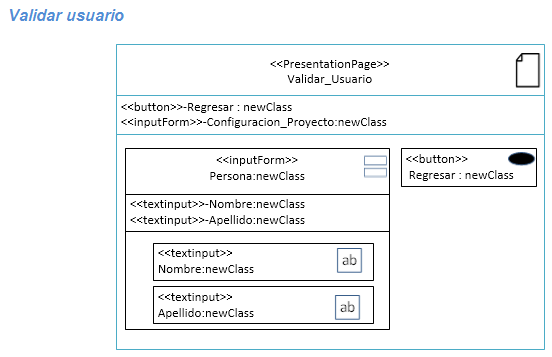 Validar usuario
<<PresentationPage>>
Validar_Usuario
<<button>>-Regresar : newClass
<<inputForm>>-Configuracion_Proyecto:newClass
<<inputForm>>
Persona:newClass
<<textinput>>-Nombre:newClass
<<textinput>>-Apellido:newClass
<<textinput>>
Nombre:newClass
ab
<<textinput>>
Apellido:newClass
ab
<<button>>
Regresar : newClass